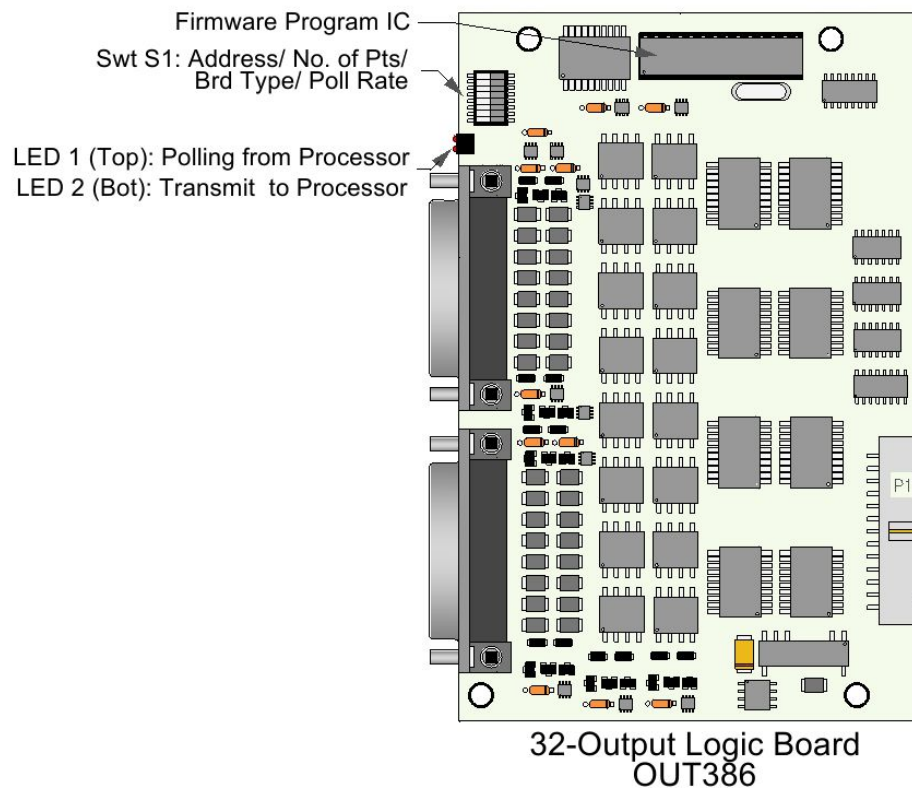 Firmware Program IC
Swt S1: Address/ No. of Pts/
Brd Type/ Poll Rate
LED 1 (Top): Polling from Processor
LED 2 (Bot): Transmit to Processor
P1
32-Output Logic Board
OUT386